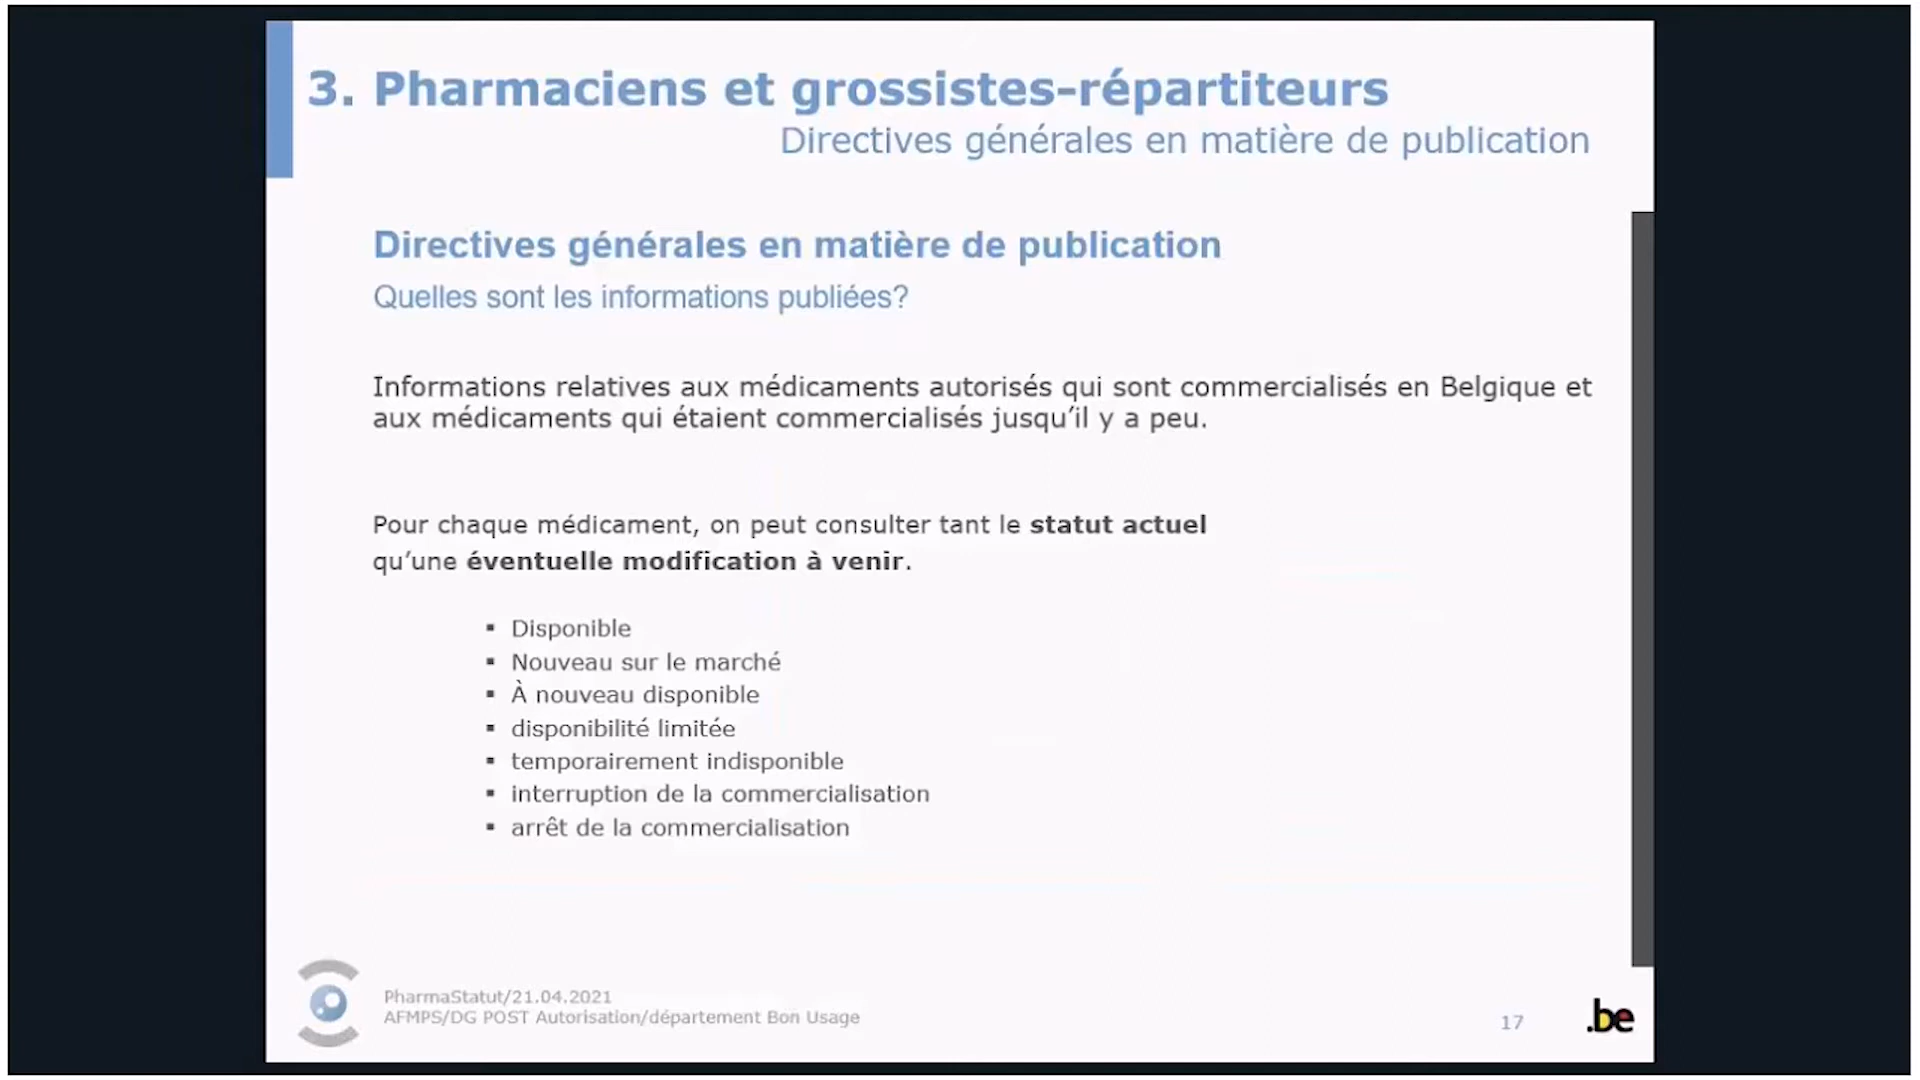 3. Pharmaciens et grossistes-répartiteurs
Directives générales en matière de publication
Directives générales en matière de publication
Quelles sont les informations publiées?
Informations relatives aux médicaments autorisés qui sont commercialisés en Belgique et
aux médicaments qui étaient commercialisés jusqu’il y a peu.
Pour chaque médicament, on peut consulter tant le statut actuel
qu’une éventuelle modification à venir.
▪ Disponible
▪ Nouveau sur le marché
▪ À nouveau disponible
▪ disponibilité limitée
▪ temporairement indisponible
▪ interruption de la commercialisation
▪ arrêt de la commercialisation
PharmaStatut/21.04.2021
AFMPS/DG POST Autorisation/département Bon Usage
17
.be